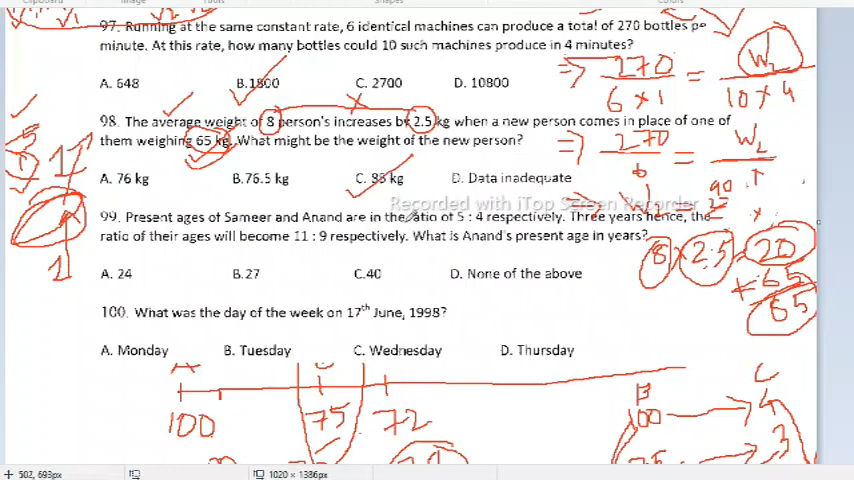 97. Running at the same constant rate, 6 identical machines can produce a total of 270 bottles pe
minute. At this rate, how many bottles could 10 such machines produce in 4 minutes?
A. 648 B.1800 C. 2700 D. 10800
270
6 × 1
=
W₂
10 × 4
98. The average weight of 8 person's increases by 2.5 kg when a new person comes in place of one of
them weighing 65 kg. What might be the weight of the new person?
270
=
W₂
A. 76 kg B.76.5 kg C. 85 kg D. Data inadequate
Recorded with iTop Screen Recorder
99. Present ages of Sameer and Anand are in the ratio of 5 : 4 respectively. Three years hence, the
ratio of their ages will become 11 : 9 respectively. What is Anand's present age in years?
8 × 2.5 20
+ 65
A. 24 B.27 C.40 D. None of the above
100. What was the day of the week on 17th June, 1998?
A. Monday B. Tuesday C. Wednesday D. Thursday
100 75 72
B
100 4
3
502, 693px 1020 × 1386px